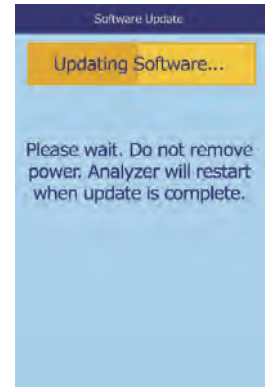 Software Update
Updating Software...
Please wait. Do not remove
power. Analyzer will restart
when update is complete.